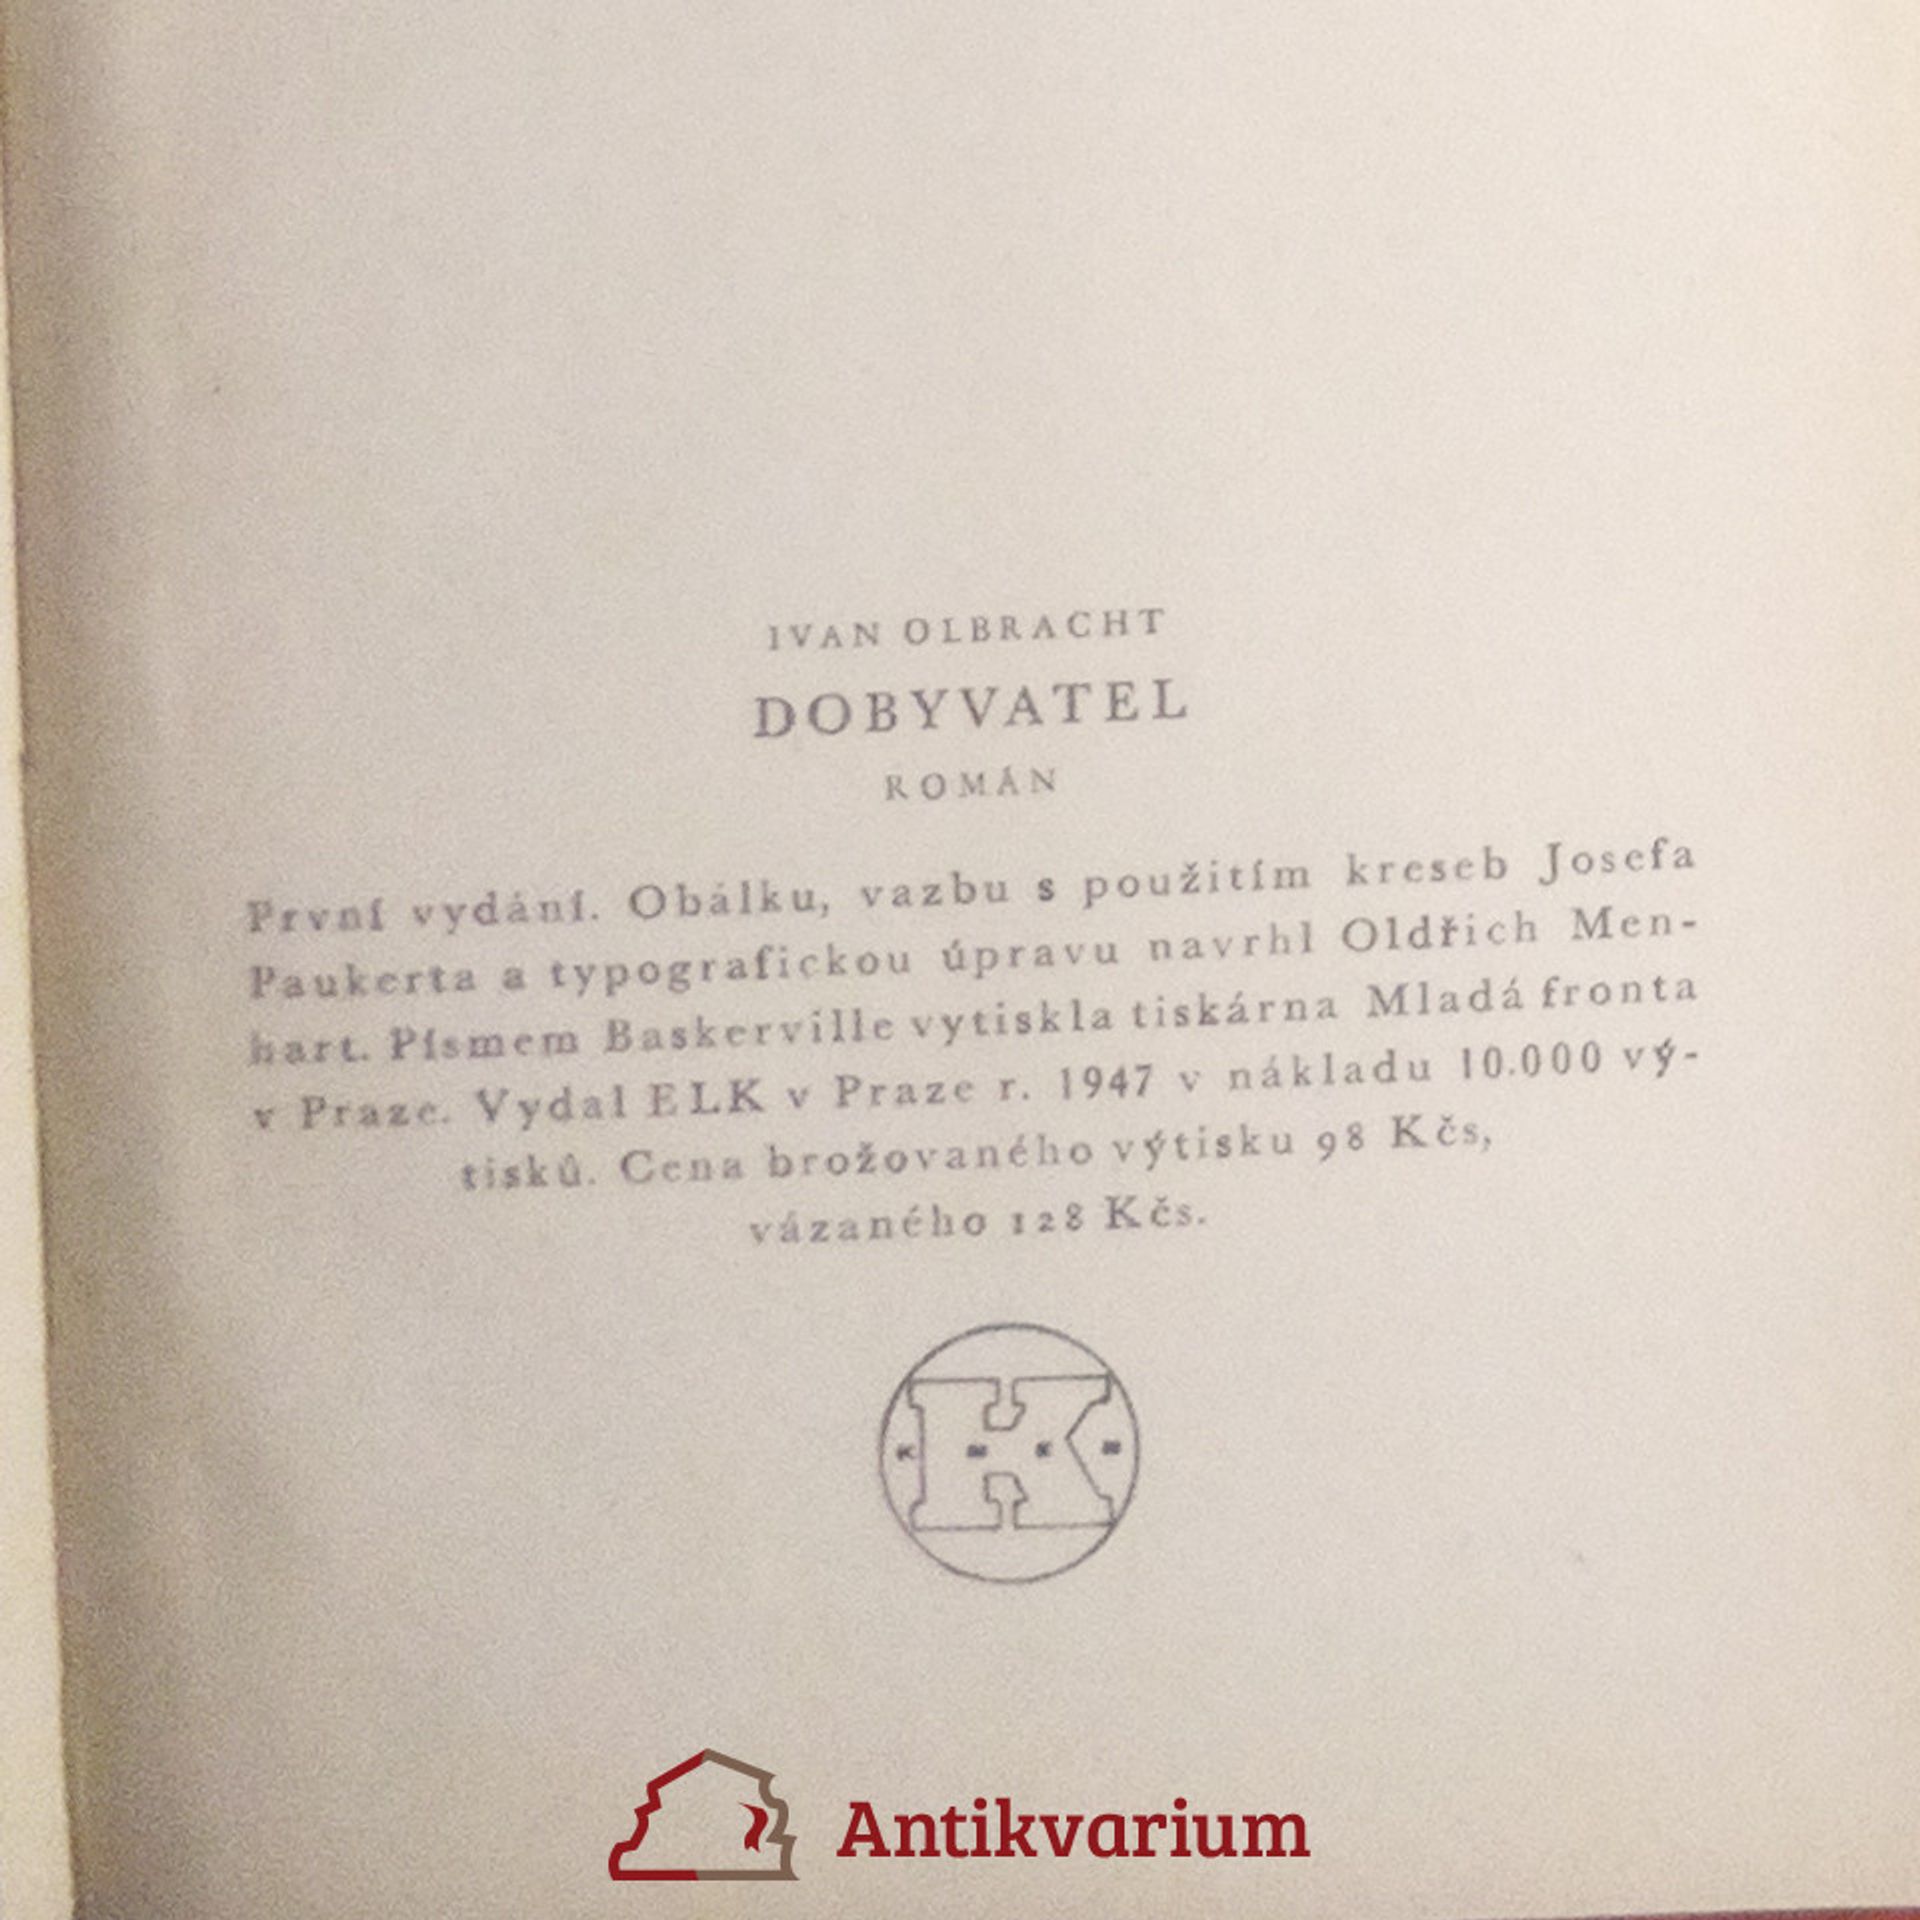 IVAN OLBRACHT
DOBYVATEL
ROMÁN
První vydání. Obálku, vazbu s použitím kreseb Josefa
Paukerta a typografickou úpravu navrhl Oldřich Men-
hart. Písmem Baskerville vytiskla tiskárna Mladá fronta
v Praze. Vydal ELK v Praze r. 1947 v nákladu 10.000 vý-
tisků. Cena brožovaného výtisku 98 Kčs,
vázaného 128 Kčs.
K
Antikvarium